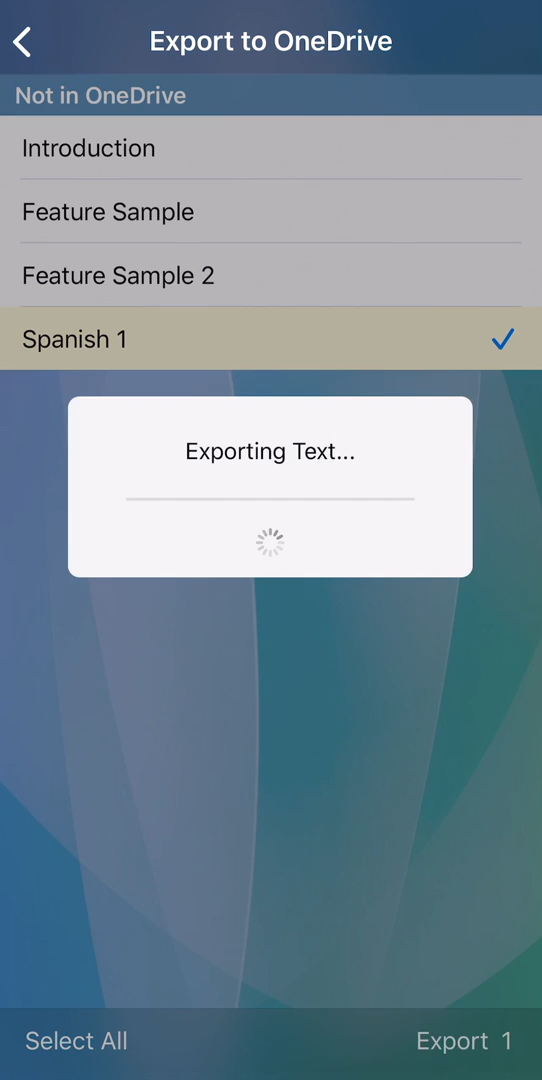 Export to OneDrive
Not in OneDrive
Introduction
Feature Sample
Feature Sample 2
Spanish 1
Exporting Text...
Select All
Export 1